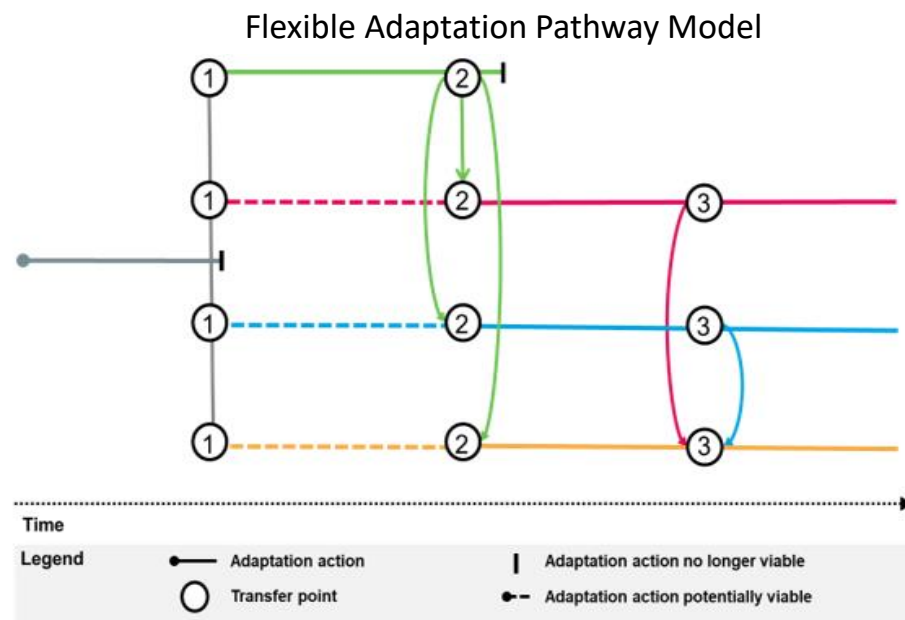 Flexible Adaptation Pathway Model
1 2
1 2 3
1 2 3
1 2 3
Time
Legend
Adaptation action
Adaptation action no longer viable
Transfer point
Adaptation action potentially viable